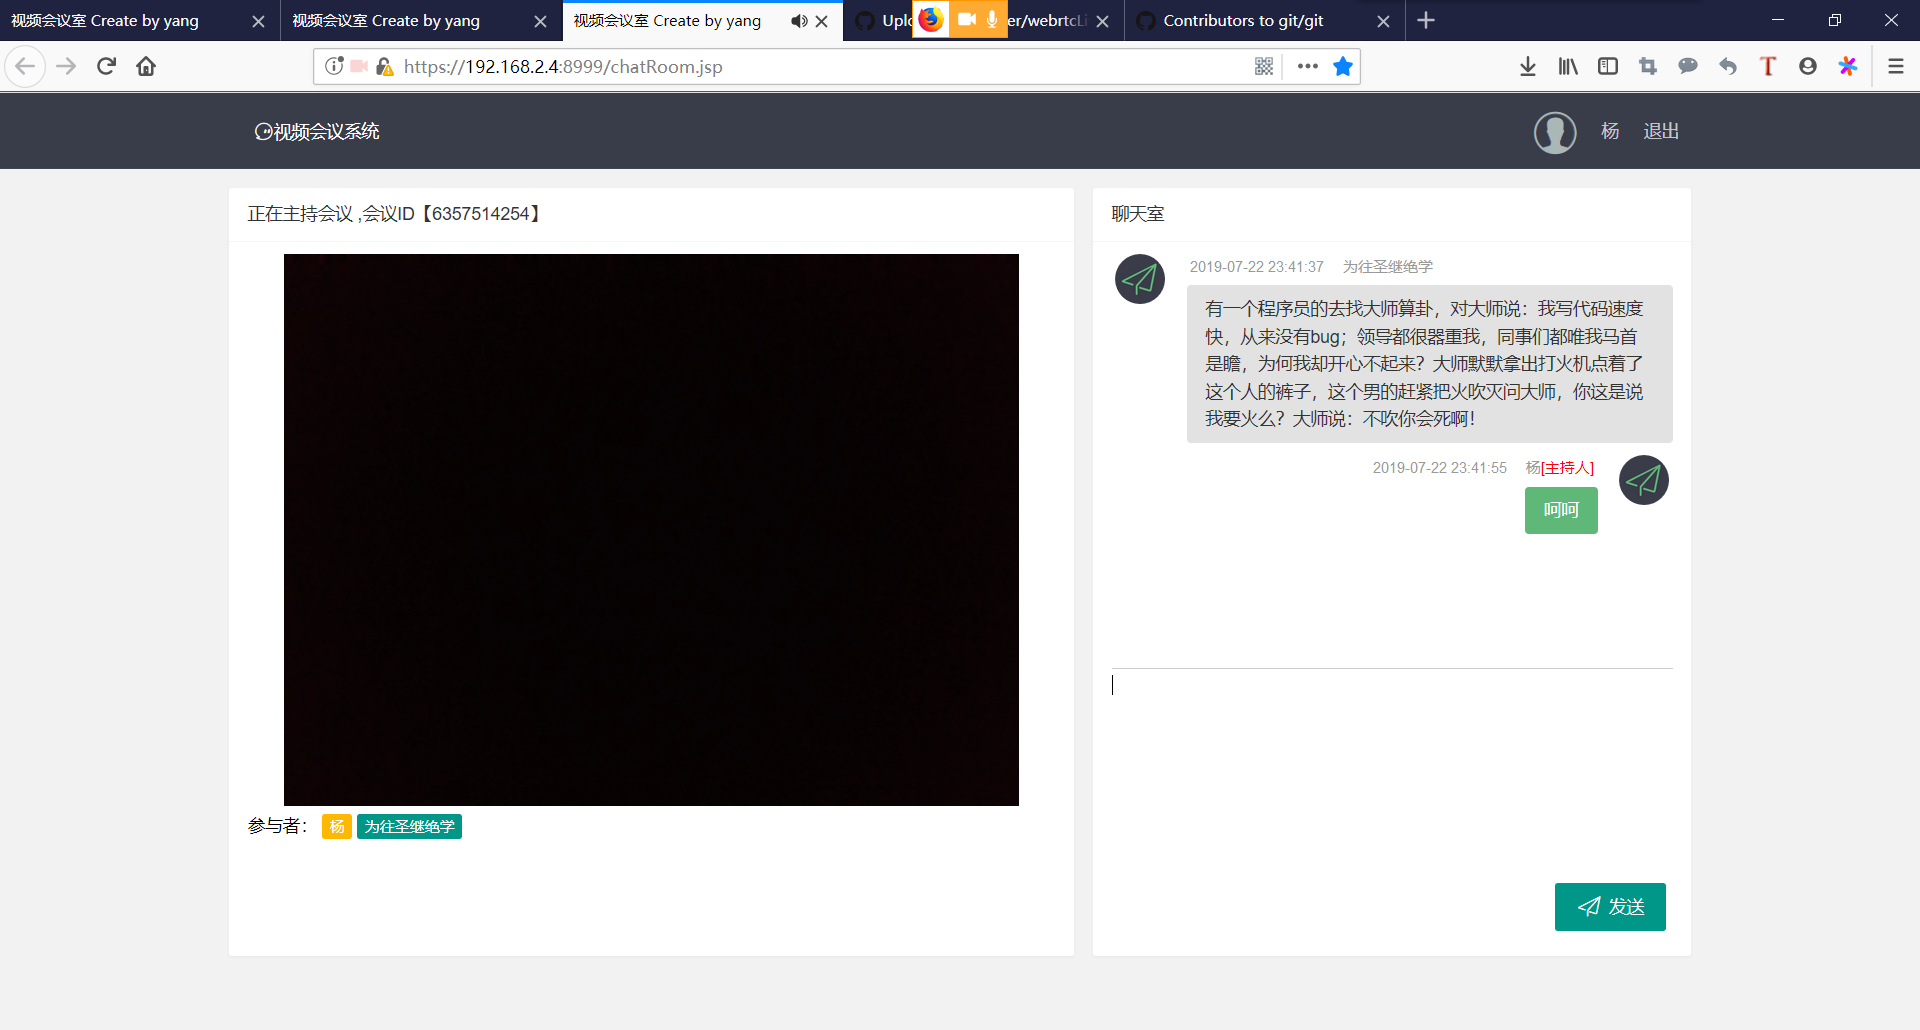 视频会议室 Create by yang
视频会议室 Create by yang
视频会议室 Create by yang
Uplo
er/webrtcLi
Contributors to git/git
https://192.168.2.4:8999/chatRoom.jsp
视频会议系统
杨
退出
正在主持会议 ,会议ID【6357514254】
聊天室
2019-07-22 23:41:37 为往圣继绝学
有一个程序员的去找大师算卦，对大师说：我写代码速度
快，从来没有bug；领导都很器重我，同事们都唯我马首
是瞻，为何我却开心不起来？大师默默拿出打火机点着了
这个人的裤子，这个男的赶紧把火吹灭问大师，你这是说
我要火么？大师说：不吹你会死啊！
2019-07-22 23:41:55 杨[主持人]
呵呵
参与者： 杨 为往圣继绝学
发送